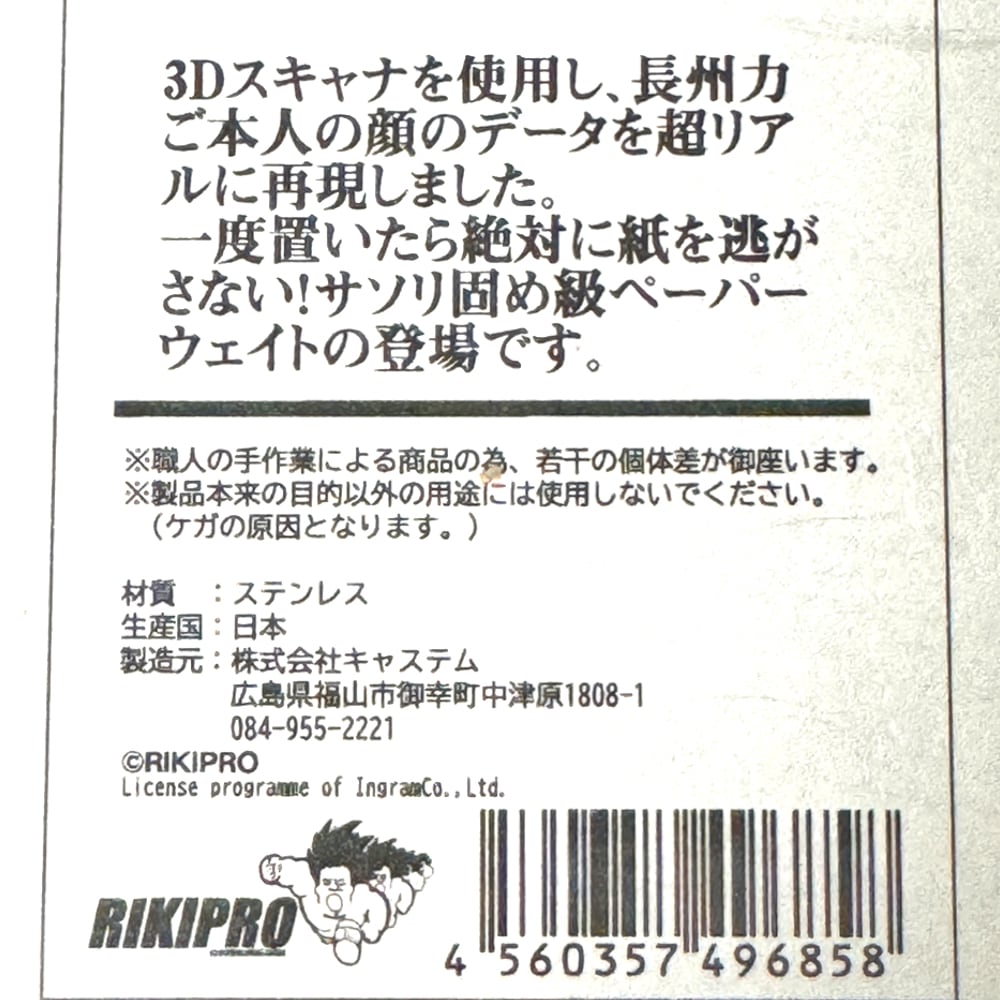 3Dスキャナを使用し、長州力
ご本人の顔のデータを超リア
ルに再現しました。
一度置いたら絶対に紙を逃が
さない!サソリ固め級ペーパー
ウェイトの登場です。
※職人の手作業による商品の為、若干の個体差が御座います。
※製品本来の目的以外の用途には使用しないでください。
(ケガの原因となります。)
材質 :ステンレス
生産国:日本
製造元:株式会社キャステム
広島県福山市御幸町中津原1808-1
084-955-2221
©RIKIPRO
License programme of IngramCo.,Ltd.
RIKIPRO
4 560357 496858